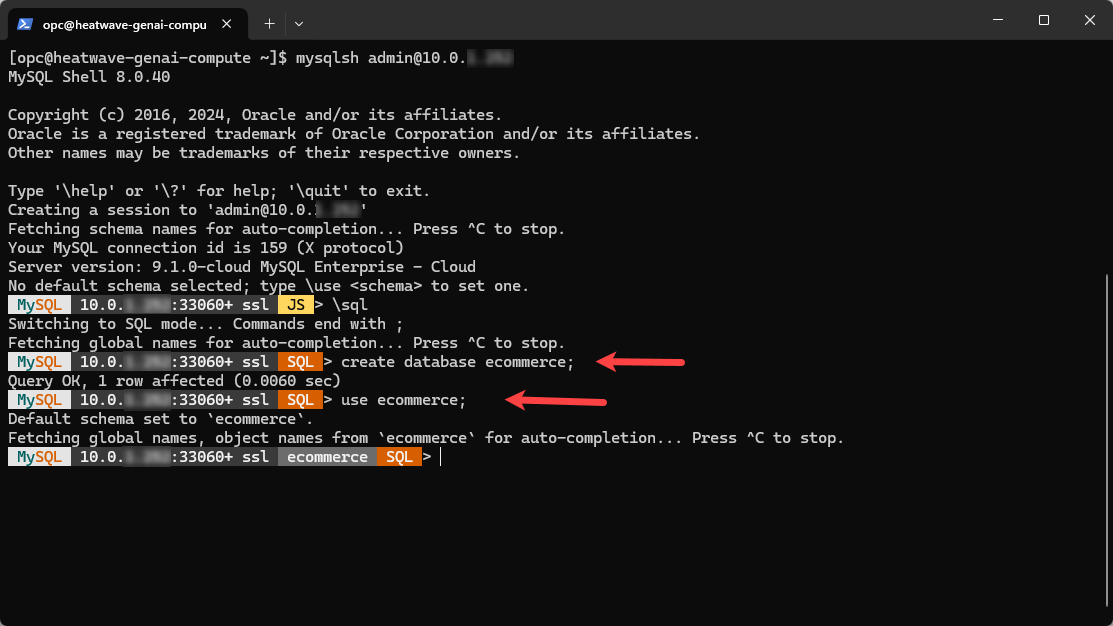 opc@heatwave-genai-compu
[opc@heatwave-genai-compute ~]$ mysqlsh admin@10.0.
MySQL Shell 8.0.40
Copyright (c) 2016, 2024, Oracle and/or its affiliates.
Oracle is a registered trademark of Oracle Corporation and/or its affiliates.
Other names may be trademarks of their respective owners.
Type '\help' or '\?' for help; '\quit' to exit.
Creating a session to 'admin@10.0.'
Fetching schema names for auto-completion... Press ^C to stop.
Your MySQL connection id is 159 (X protocol)
Server version: 9.1.0-cloud MySQL Enterprise - Cloud
No default schema selected; type \use <schema> to set one.
MySQL 10.0. :33060+ ssl JS > \sql
Switching to SQL mode... Commands end with ;
Fetching global names for auto-completion... Press ^C to stop.
MySQL 10.0. :33060+ ssl SQL > create database ecommerce;
Query OK, 1 row affected (0.0060 sec)
MySQL 10.0. :33060+ ssl SQL > use ecommerce;
Default schema set to `ecommerce`.
Fetching global names, object names from `ecommerce` for auto-completion... Press ^C to stop.
MySQL 10.0. :33060+ ssl ecommerce SQL >